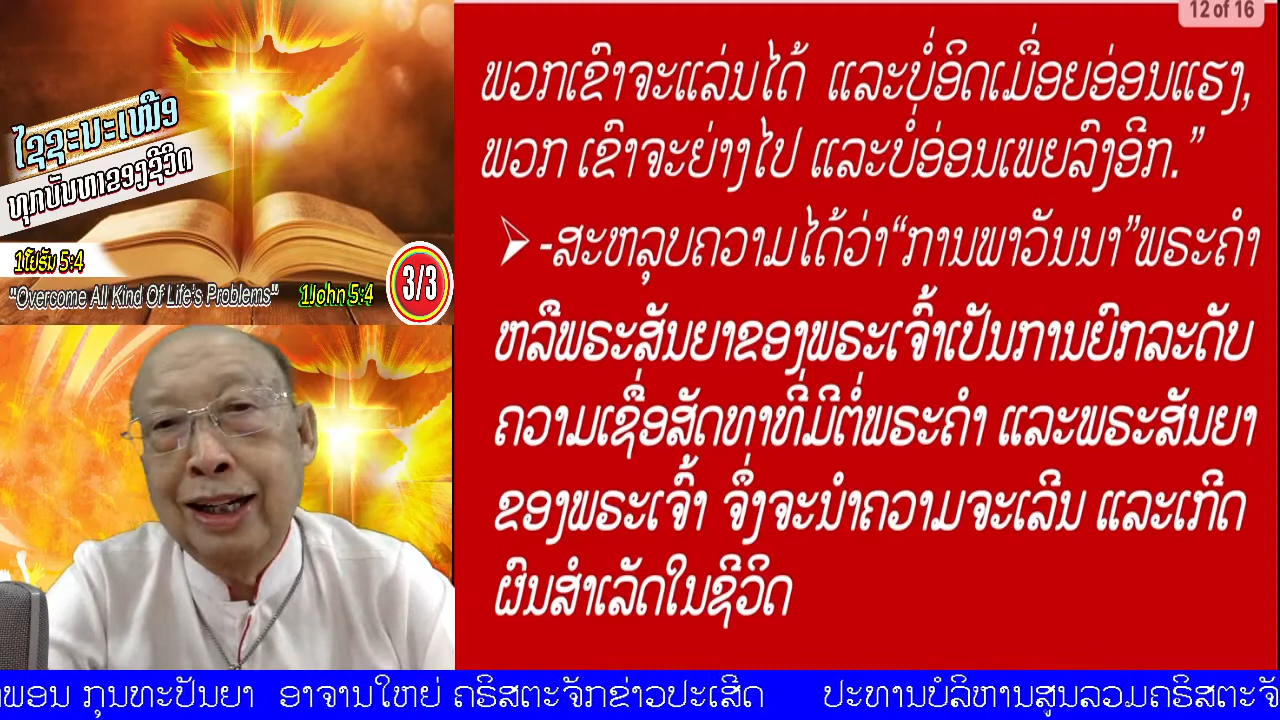 ໄຊຊະນະເໜືອ
ທຸກບັນຫາຂອງຊີວິດ
1ໂຢຮັນ 5:4
"Overcome All Kind Of Life's Problems"
1John 5:4
3/3
12 of 16
ພວກເຂົາຈະແລ່ນໄດ້ ແລະບໍ່ອິດເມື່ອຍອ່ອນແຮງ,
ພວກ ເຂົາຈະຍ່າງໄປ ແລະບໍ່ອ່ອນເພຍລົງອີກ.”
-ສະຫລຸບຄວາມໄດ້ວ່າ“ການພາວັນນາ”ພຣະຄຳ
ຫລືພຣະສັນຍາຂອງພຣະເຈົ້າເປັນການຍົກລະດັບ
ຄວາມເຊື່ອສັດທາທີ່ມີຕໍ່ພຣະຄຳ ແລະພຣະສັນຍາ
ຂອງພຣະເຈົ້າ ຈຶ່ງຈະນຳຄວາມຈະເລີນ ແລະເກີດ
ຜົນສຳເລັດໃນຊີວິດ
ພອນ ກຸນທະປັນຍາ ອາຈານໃຫຍ່ ຄຣິສຕະຈັກຂ່າວປະເສີດ ປະທານບໍລິຫານສູນລວມຄຣິສຕະຈັ